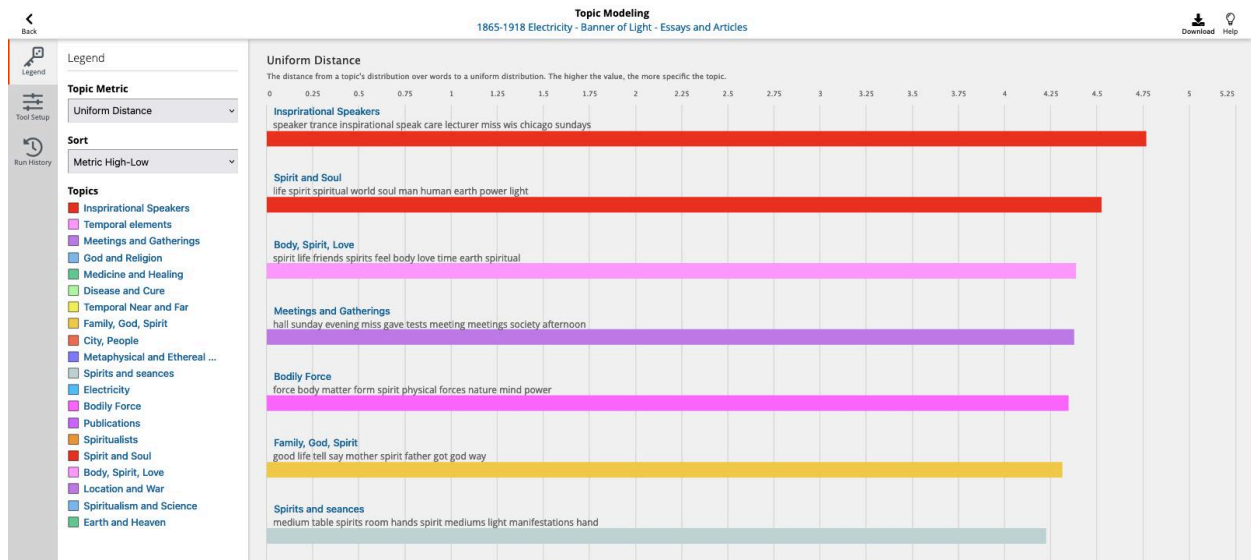 Topic Modeling
1865-1918 Electricity - Banner of Light - Essays and Articles
Back
Download Help
Legend
Tool Setup
Run History
Legend
Topic Metric
Uniform Distance
Sort
Metric High-Low
Topics
Insprirational Speakers
Temporal elements
Meetings and Gatherings
God and Religion
Medicine and Healing
Disease and Cure
Temporal Near and Far
Family, God, Spirit
City, People
Metaphysical and Ethereal ...
Spirits and seances
Electricity
Bodily Force
Publications
Spiritualists
Spirit and Soul
Body, Spirit, Love
Location and War
Spiritualism and Science
Earth and Heaven
Uniform Distance
The distance from a topic's distribution over words to a uniform distribution. The higher the value, the more specific the topic.
0 0.25 0.5 0.75 1 1.25 1.5 1.75 2 2.25 2.5 2.75 3 3.25 3.5 3.75 4 4.25 4.5 4.75 5 5.25
Insprirational Speakers
speaker trance inspirational speak care lecturer miss wis chicago sundays
Spirit and Soul
life spirit spiritual world soul man human earth power light
Body, Spirit, Love
spirit life friends spirits feel body love time earth spiritual
Meetings and Gatherings
hall sunday evening miss gave tests meeting meetings society afternoon
Bodily Force
force body matter form spirit physical forces nature mind power
Family, God, Spirit
good life tell say mother spirit father got god way
Spirits and seances
medium table spirits room hands spirit mediums light manifestations hand